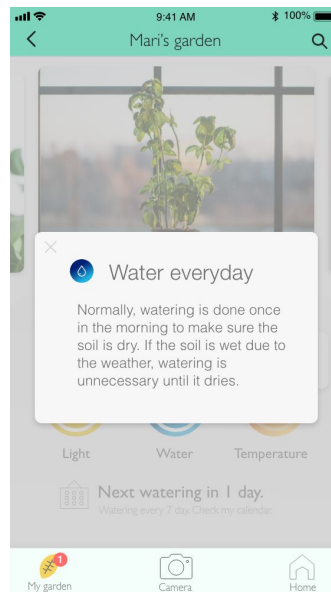 9:41 AM
100%
Mari's garden
Water everyday
Normally, watering is done once
in the morning to make sure the
soil is dry. If the soil is wet due to
the weather, watering is
unnecessary until it dries.
Light
Water
Temperature
Next watering in 1 day.
Watering every 7 day. Check my calendar.
1
My garden
Camera
Home